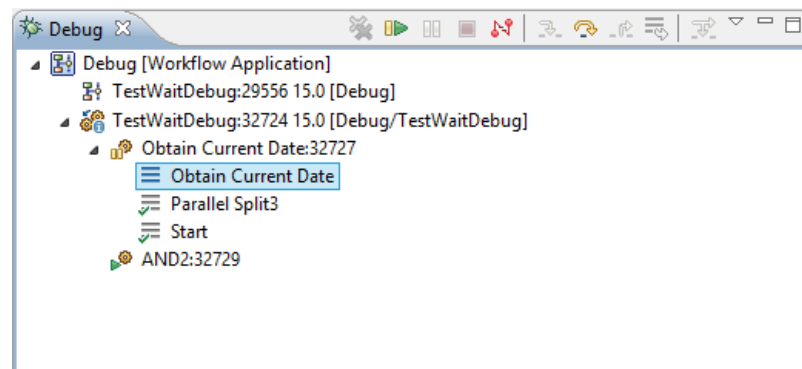 Debug
Debug [Workflow Application]
TestWaitDebug:29556 15.0 [Debug]
TestWaitDebug:32724 15.0 [Debug/TestWaitDebug]
Obtain Current Date:32727
Obtain Current Date
Parallel Split3
Start
AND2:32729